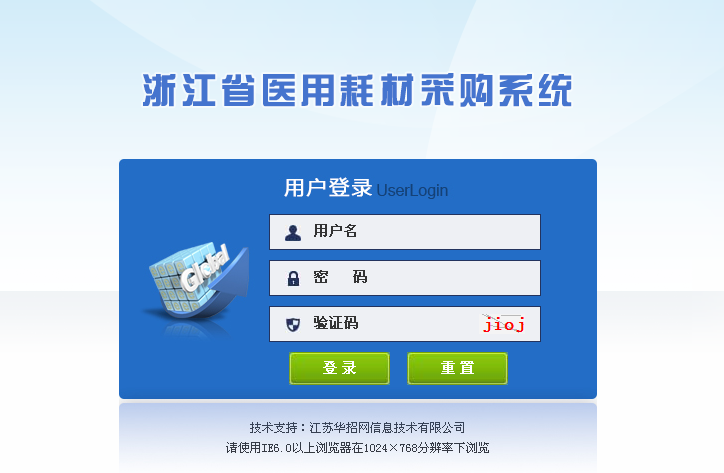 浙江省医用耗材采购系统
用户登录 UserLogin
Global
用户名
密 码
验证码 jioj
登录 重置
技术支持：江苏华招网信息技术有限公司
请使用IE6.0以上浏览器在1024×768分辨率下浏览